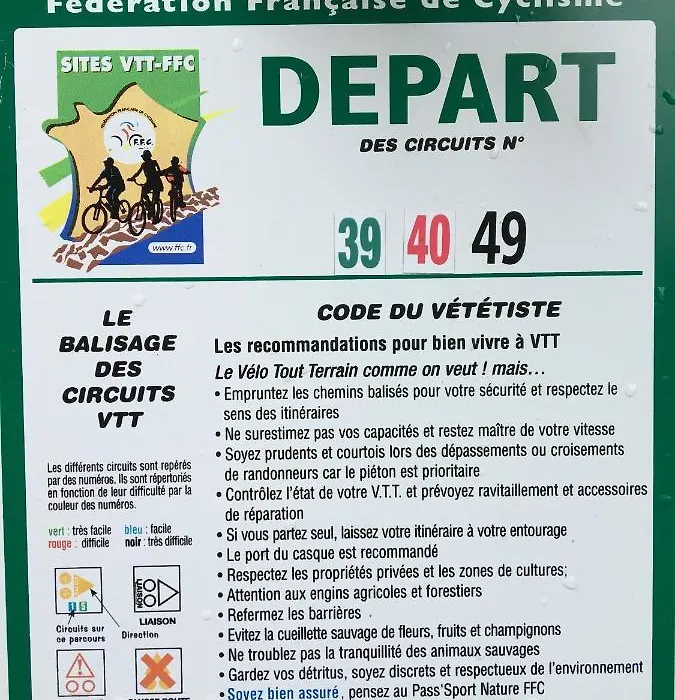 Fédération Française de Cyclisme
SITES VTT-FFC
F.F.C.
www.ffc.fr
DEPART
DES CIRCUITS N°
39 40 49
LE
BALISAGE
DES
CIRCUITS
VTT
Les différents circuits sont repérés
par des numéros. Ils sont répertoriés
en fonction de leur difficulté par la
couleur des numéros.
vert : très facile bleu : facile
rouge : difficile noir : très difficile
1 5
Circuits sur
ce parcours
Direction
LIAISON
LIAISON
CODE DU VÉTÉTISTE
Les recommandations pour bien vivre à VTT
Le Vélo Tout Terrain comme on veut ! mais...
• Empruntez les chemins balisés pour votre sécurité et respectez le
sens des itinéraires
• Ne surestimez pas vos capacités et restez maître de votre vitesse
• Soyez prudents et courtois lors des dépassements ou croisements
de randonneurs car le piéton est prioritaire
• Contrôlez l'état de votre V.T.T. et prévoyez ravitaillement et accessoires
de réparation
• Si vous partez seul, laissez votre itinéraire à votre entourage
• Le port du casque est recommandé
• Respectez les propriétés privées et les zones de cultures;
• Attention aux engins agricoles et forestiers
• Refermez les barrières
• Evitez la cueillette sauvage de fleurs, fruits et champignons
• Ne troublez pas la tranquillité des animaux sauvages
• Gardez vos détritus, soyez discrets et respectueux de l'environnement
• Soyez bien assuré, pensez au Pass'Sport Nature FFC